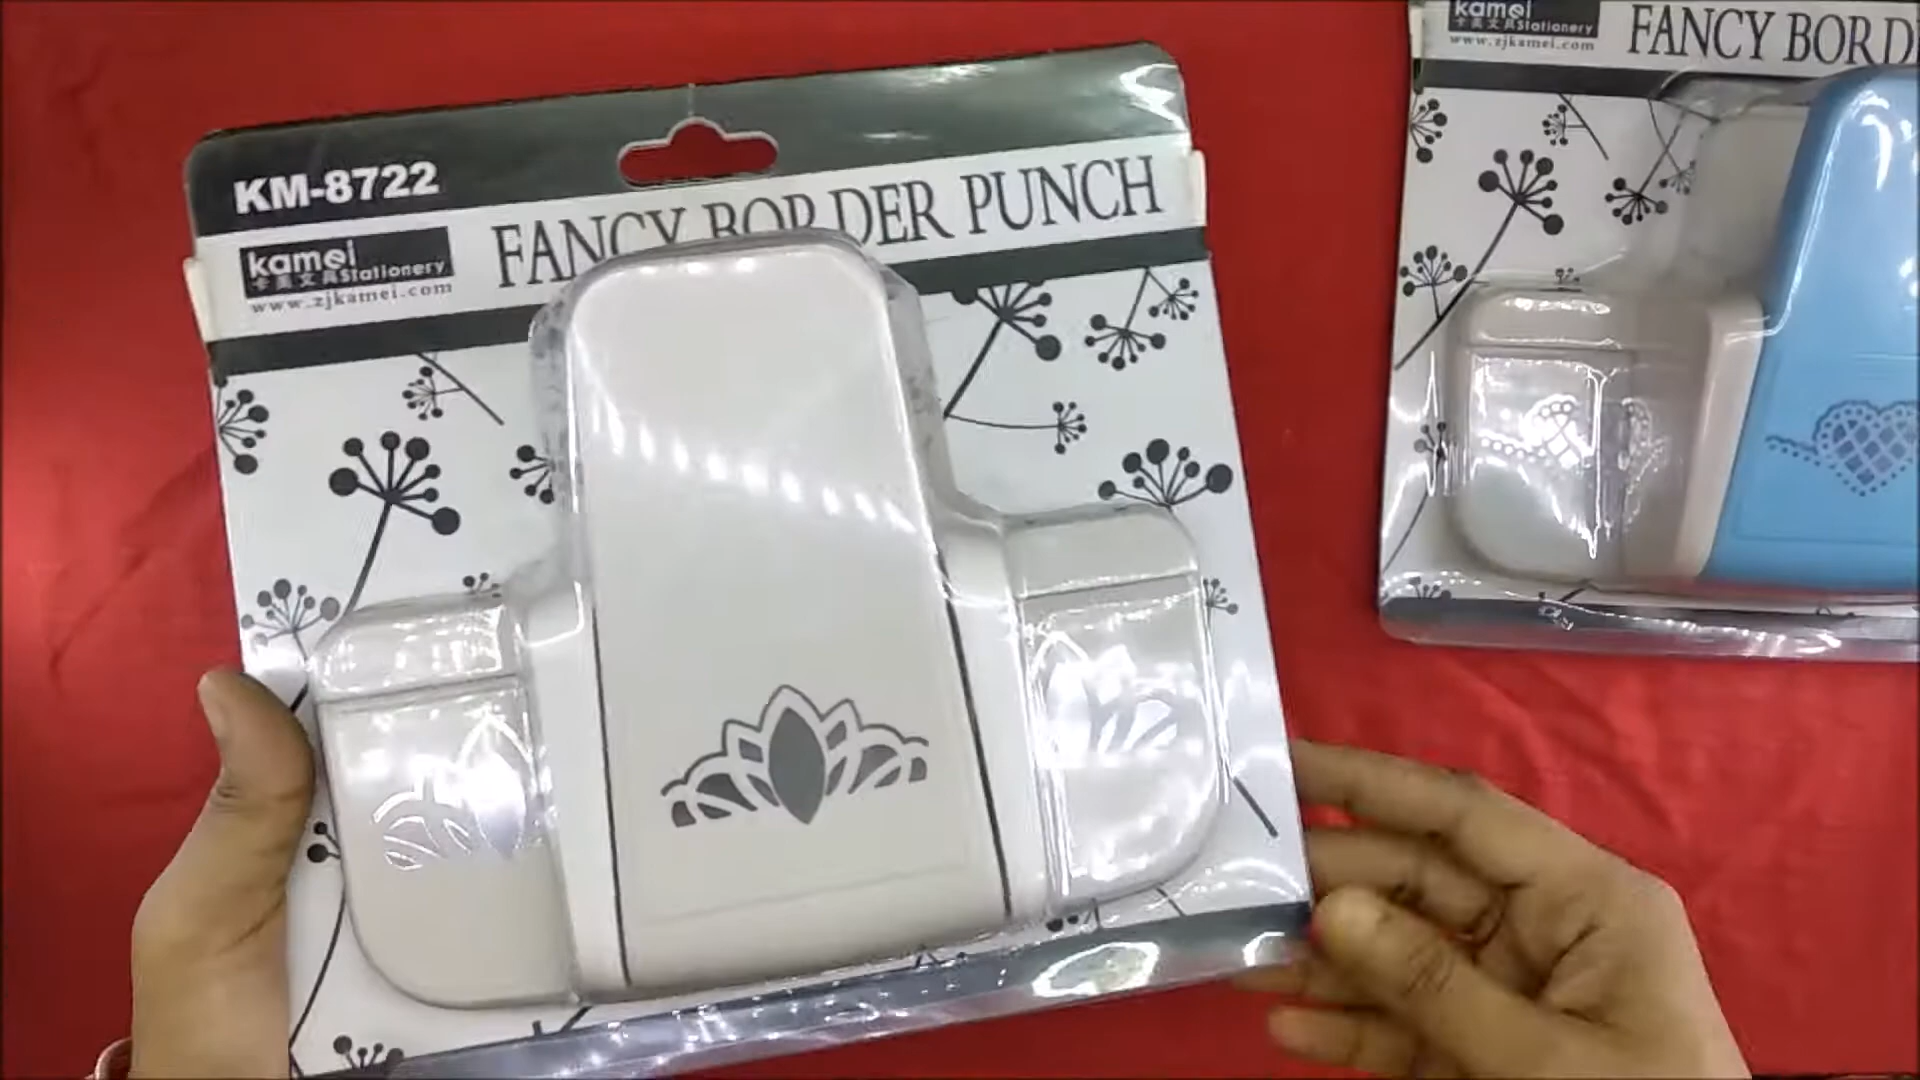 KM-8722
FANCY BORDER PUNCH
kamei
卡美文具Stationery
www.zjkamei.com
kamei
卡美文具Stationery
www.zjkamei.com
FANCY BORD